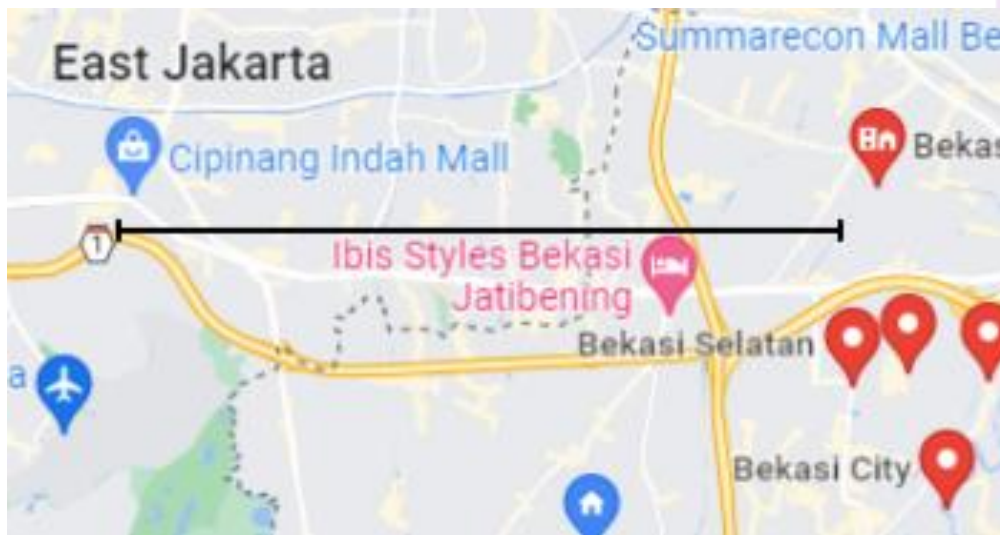 Summarecon Mall Be
East Jakarta
Bekas
Cipinang Indah Mall
1
Ibis Styles Bekasi
Jatibening
Bekasi Selatan
a
Bekasi City